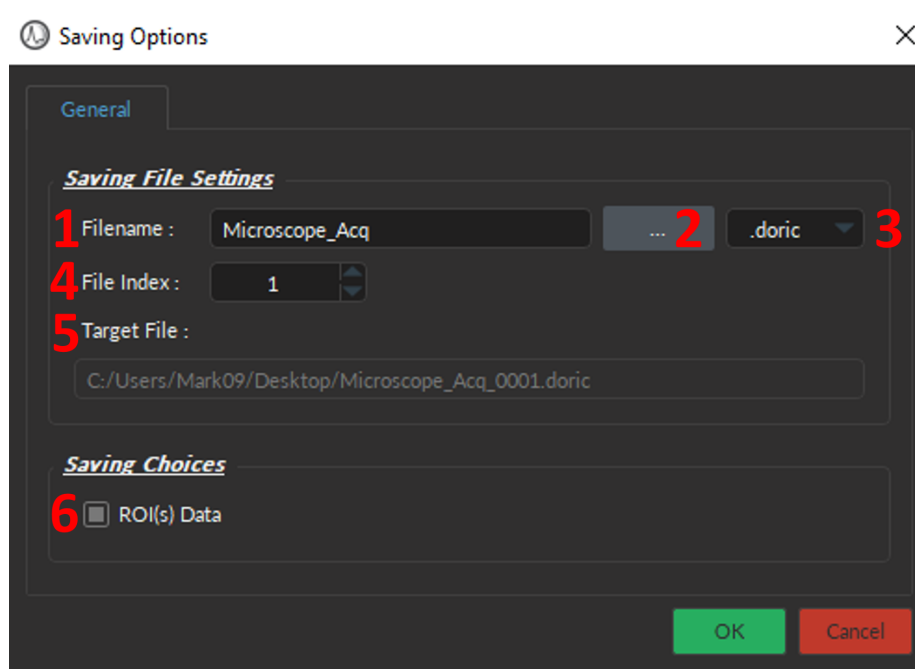 Saving Options
General
Saving File Settings
1 Filename : Microscope_Acq ... 2 .doric 3
4 File Index : 1
5 Target File :
C:/Users/Mark09/Desktop/Microscope_Acq_0001.doric
Saving Choices
6 ROI(s) Data
OK Cancel